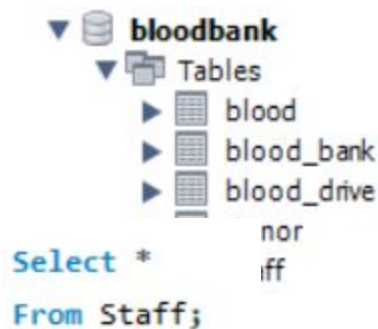 bloodbank
Tables
blood
blood_bank
blood_drive
nor
ff
Select *
From Staff;